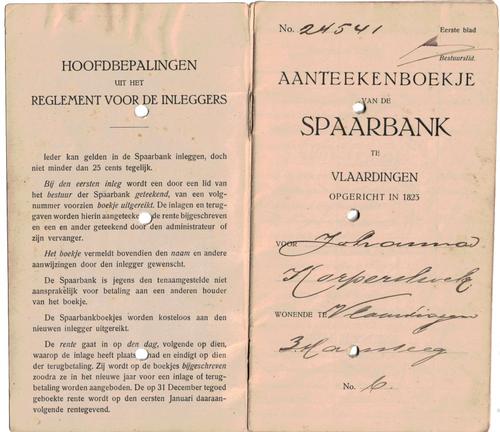 HOOFDBEPALINGEN
UIT HET
REGLEMENT VOOR DE INLEGGERS
Ieder kan gelden in de Spaarbank inleggen, doch
niet minder dan 25 cents tegelijk.
Bij den eersten inleg wordt een door een lid van
het bestuur der Spaarbank geteekend, van een volg-
nummer voorzien boekje uitgereikt. De inlagen en terug-
gaven worden hierin aangeteekend de rente bijgeschreven
en een en ander geteekend door den administrateur of
zijn vervanger.
Het boekje vermeldt bovendien den naam en andere
aanwijzingen door den inlegger gewenscht.
De Spaarbank is jegens den tenaamgestelde niet
aansprakelijk voor betaling aan een anderen houder
van het boekje.
De Spaarbankboekjes worden kosteloos aan den
nieuwen inlegger uitgereikt.
De rente gaat in op den dag, volgende op dien,
waarop de inlage heeft plaats had en eindigt op dien
der terugbetaling. Zij wordt op de boekjes bijgeschreven
zoodra ze in het nieuwe jaar voor een inlage of terug-
betaling worden aangeboden. De op 31 December tegoed
geboekte rente wordt op den eersten Januari daaraan-
volgende rentegevend.
No. 24541
Eerste blad
Bestuurslid.
AANTEEKENBOEKJE
VAN DE
SPAARBANK
TE
VLAARDINGEN
OPGERICHT IN 1823
VOOR Johanna
WONENDE TE Vlaardingen
No. 6.